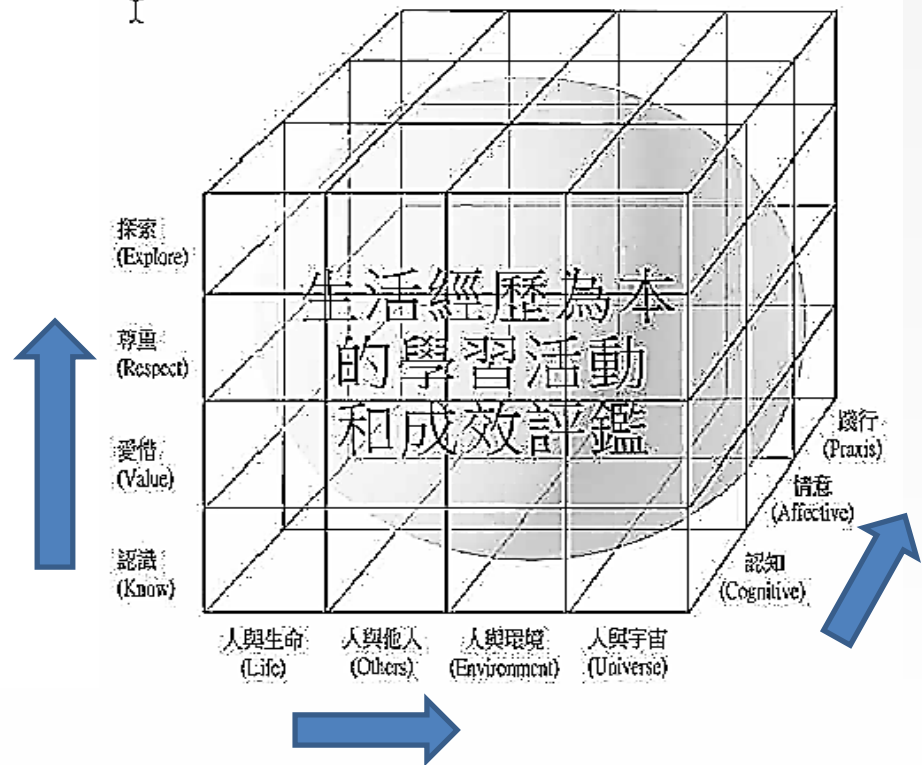 探索
(Explore)
尊重
(Respect)
愛惜
(Value)
認識
(Know)
生活經歷為本
的學習活動
和成效評鑑
踐行
(Praxis)
情意
(Affective)
認知
(Cognitive)
人與生命
(Life)
人與他人
(Others)
人與環境
(Environment)
人與宇宙
(Universe)